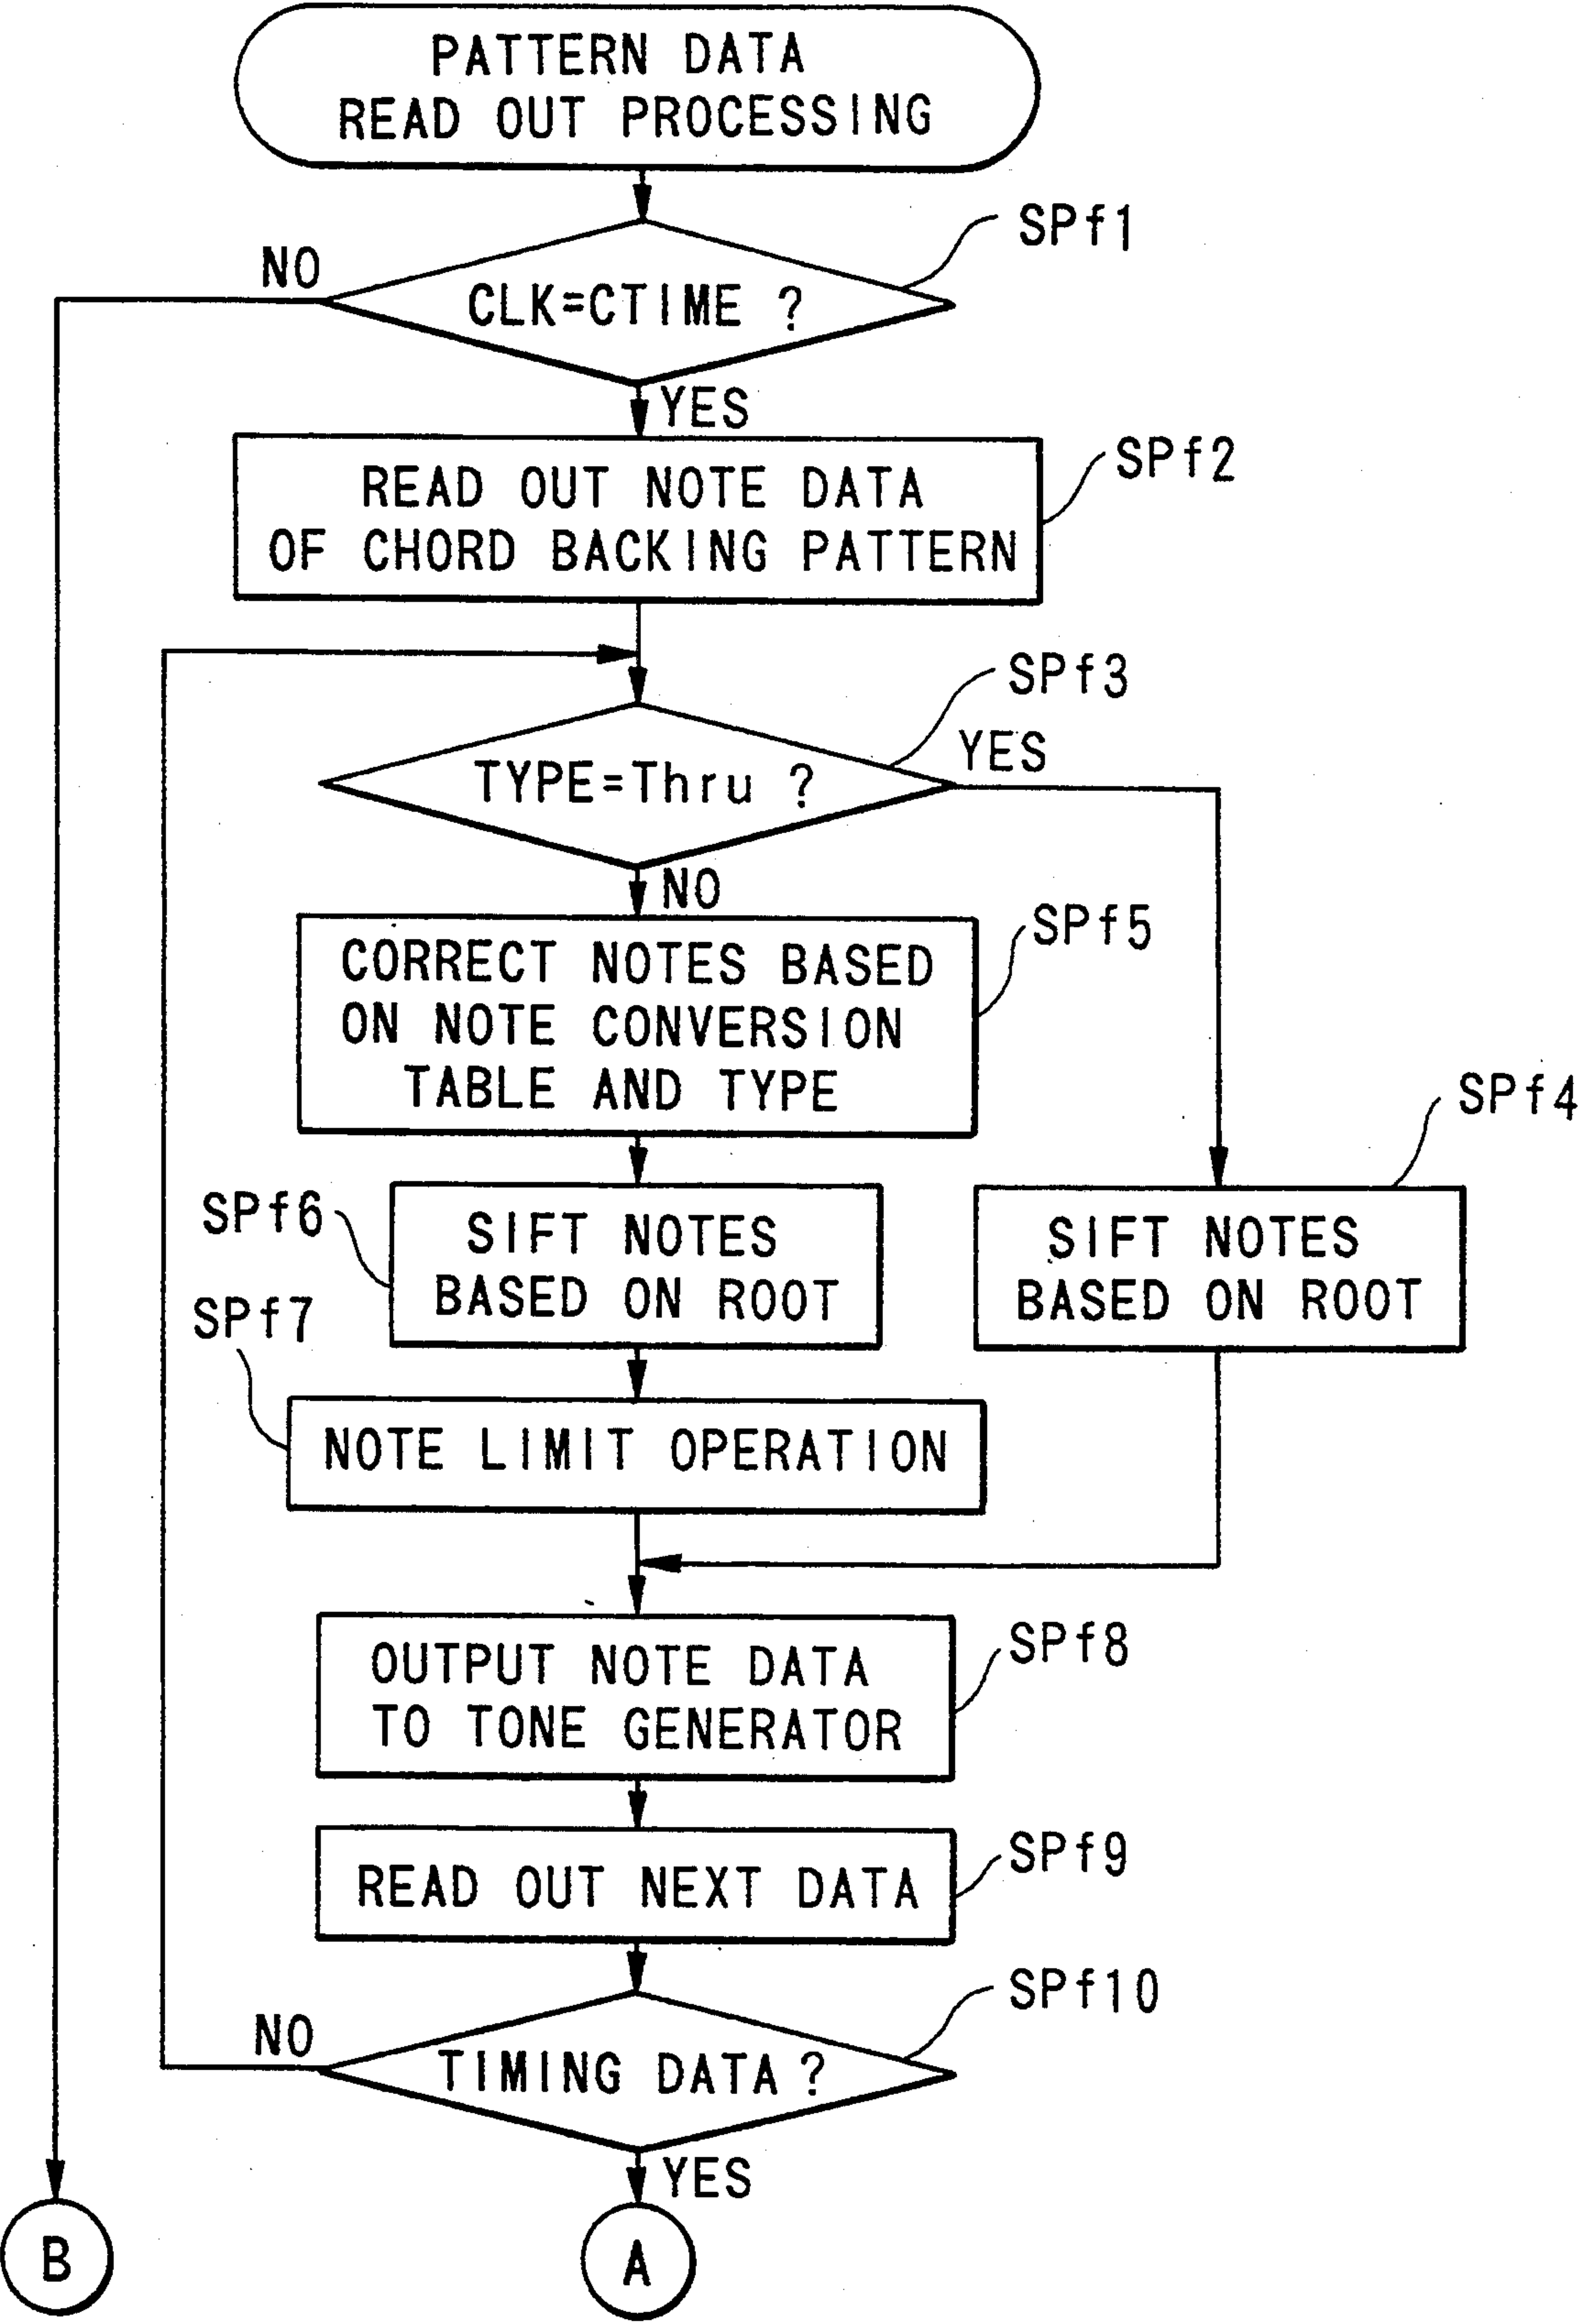 PATTERN DATA
READ OUT PROCESSING
SPf1
NO
CLK=CTIME ?
YES
SPf2
READ OUT NOTE DATA
OF CHORD BACKING PATTERN
SPf3
YES
TYPE=Thru ?
NO
SPf5
CORRECT NOTES BASED
ON NOTE CONVERSION
TABLE AND TYPE
SPf4
SPf6
SIFT NOTES
BASED ON ROOT
SIFT NOTES
BASED ON ROOT
SPf7
NOTE LIMIT OPERATION
SPf8
OUTPUT NOTE DATA
TO TONE GENERATOR
SPf9
READ OUT NEXT DATA
SPf10
NO
TIMING DATA ?
YES
B
A